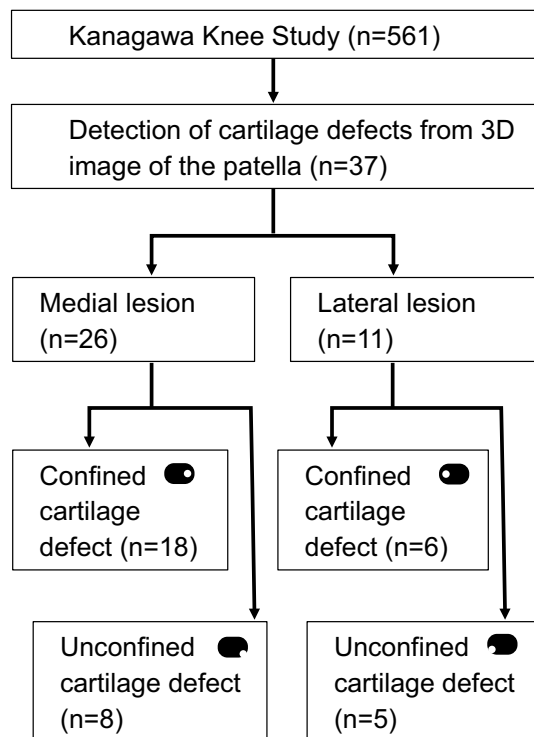 Kanagawa Knee Study (n=561)
Detection of cartilage defects from 3D
image of the patella (n=37)
Medial lesion
(n=26)
Lateral lesion
(n=11)
Confined
cartilage
defect (n=18)
Confined
cartilage
defect (n=6)
Unconfined
cartilage defect
(n=8)
Unconfined
cartilage defect
(n=5)